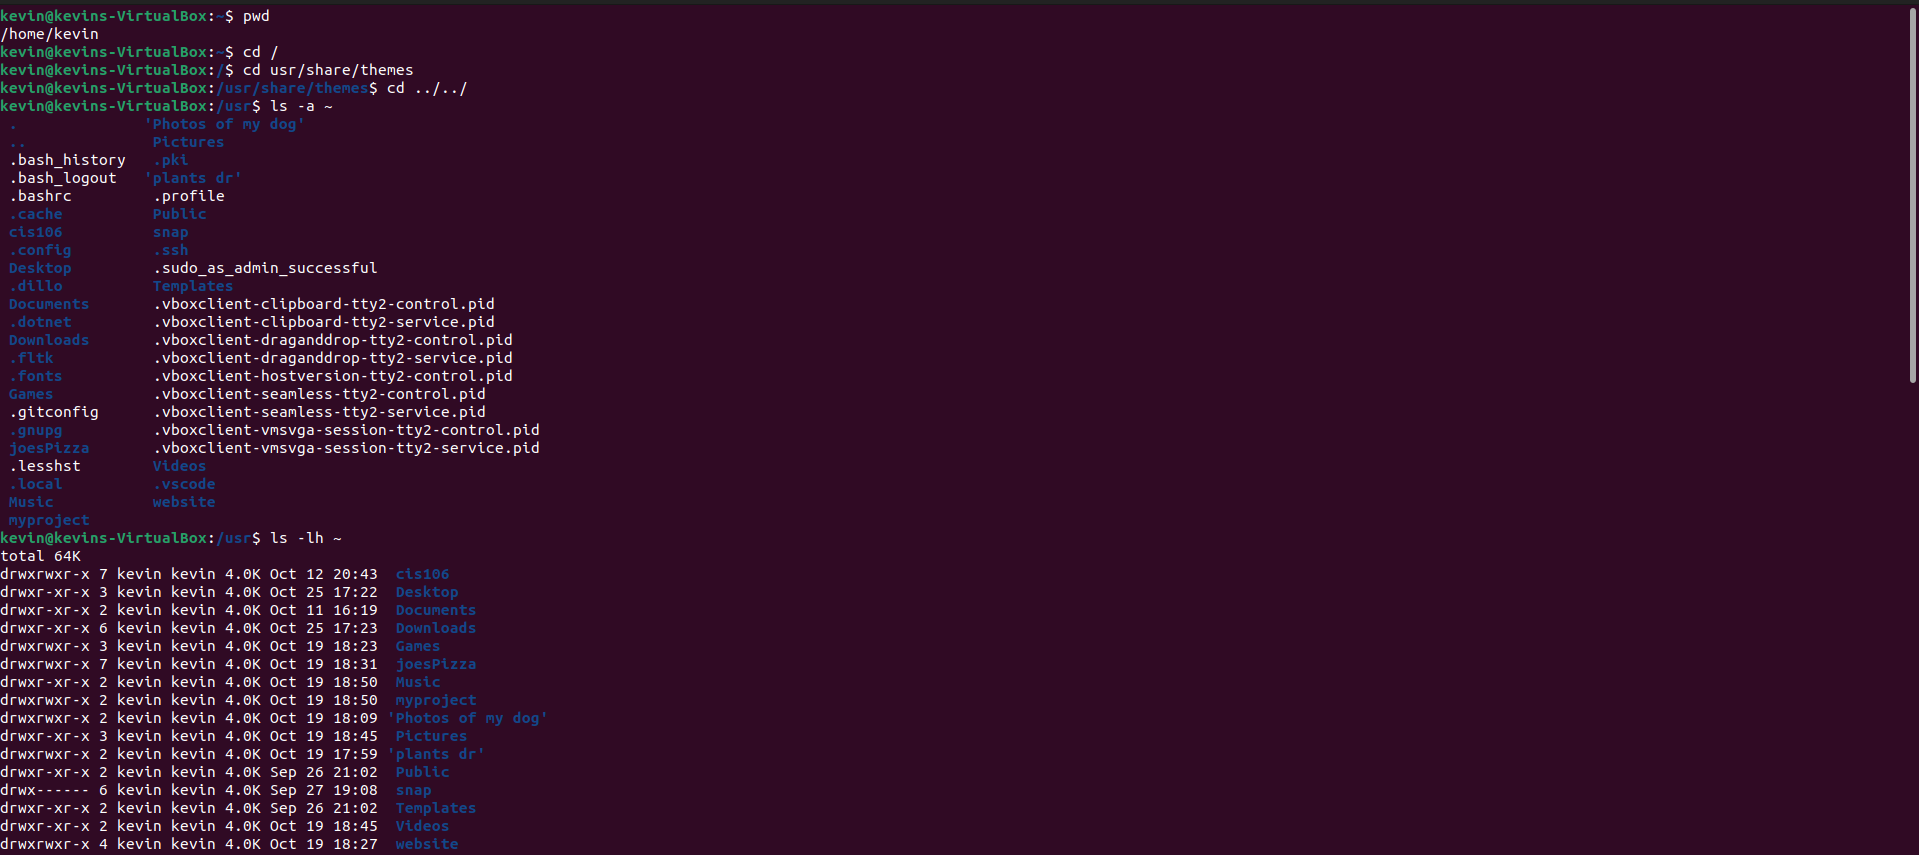 kevin@kevins-VirtualBox:~$ pwd
/home/kevin
kevin@kevins-VirtualBox:~$ cd /
kevin@kevins-VirtualBox:/$ cd usr/share/themes
kevin@kevins-VirtualBox:/usr/share/themes$ cd ../../
kevin@kevins-VirtualBox:/usr$ ls -a ~
 .              'Photos of my dog'
 ..              Pictures
 .bash_history   .pki
 .bash_logout   'plants dr'
 .bashrc         .profile
 .cache          Public
 cis106          snap
 .config         .ssh
 Desktop         .sudo_as_admin_successful
 .dillo          Templates
 Documents       .vboxclient-clipboard-tty2-control.pid
 .dotnet         .vboxclient-clipboard-tty2-service.pid
 Downloads       .vboxclient-draganddrop-tty2-control.pid
 .fltk           .vboxclient-draganddrop-tty2-service.pid
 .fonts          .vboxclient-hostversion-tty2-control.pid
 Games           .vboxclient-seamless-tty2-control.pid
 .gitconfig      .vboxclient-seamless-tty2-service.pid
 .gnupg          .vboxclient-vmsvga-session-tty2-control.pid
 joesPizza       .vboxclient-vmsvga-session-tty2-service.pid
 .lesshst        Videos
 .local          .vscode
 Music           website
 myproject
kevin@kevins-VirtualBox:/usr$ ls -lh ~
total 64K
drwxrwxr-x 7 kevin kevin 4.0K Oct 12 20:43  cis106
drwxr-xr-x 3 kevin kevin 4.0K Oct 25 17:22  Desktop
drwxr-xr-x 2 kevin kevin 4.0K Oct 11 16:19  Documents
drwxr-xr-x 6 kevin kevin 4.0K Oct 25 17:23  Downloads
drwxrwxr-x 3 kevin kevin 4.0K Oct 19 18:23  Games
drwxrwxr-x 7 kevin kevin 4.0K Oct 19 18:31  joesPizza
drwxr-xr-x 2 kevin kevin 4.0K Oct 19 18:50  Music
drwxrwxr-x 2 kevin kevin 4.0K Oct 19 18:50  myproject
drwxrwxr-x 2 kevin kevin 4.0K Oct 19 18:09 'Photos of my dog'
drwxr-xr-x 3 kevin kevin 4.0K Oct 19 18:45  Pictures
drwxrwxr-x 2 kevin kevin 4.0K Oct 19 17:59 'plants dr'
drwxr-xr-x 2 kevin kevin 4.0K Sep 26 21:02  Public
drwx------ 6 kevin kevin 4.0K Sep 27 19:08  snap
drwxr-xr-x 2 kevin kevin 4.0K Sep 26 21:02  Templates
drwxr-xr-x 2 kevin kevin 4.0K Oct 19 18:45  Videos
drwxrwxr-x 4 kevin kevin 4.0K Oct 19 18:27  website